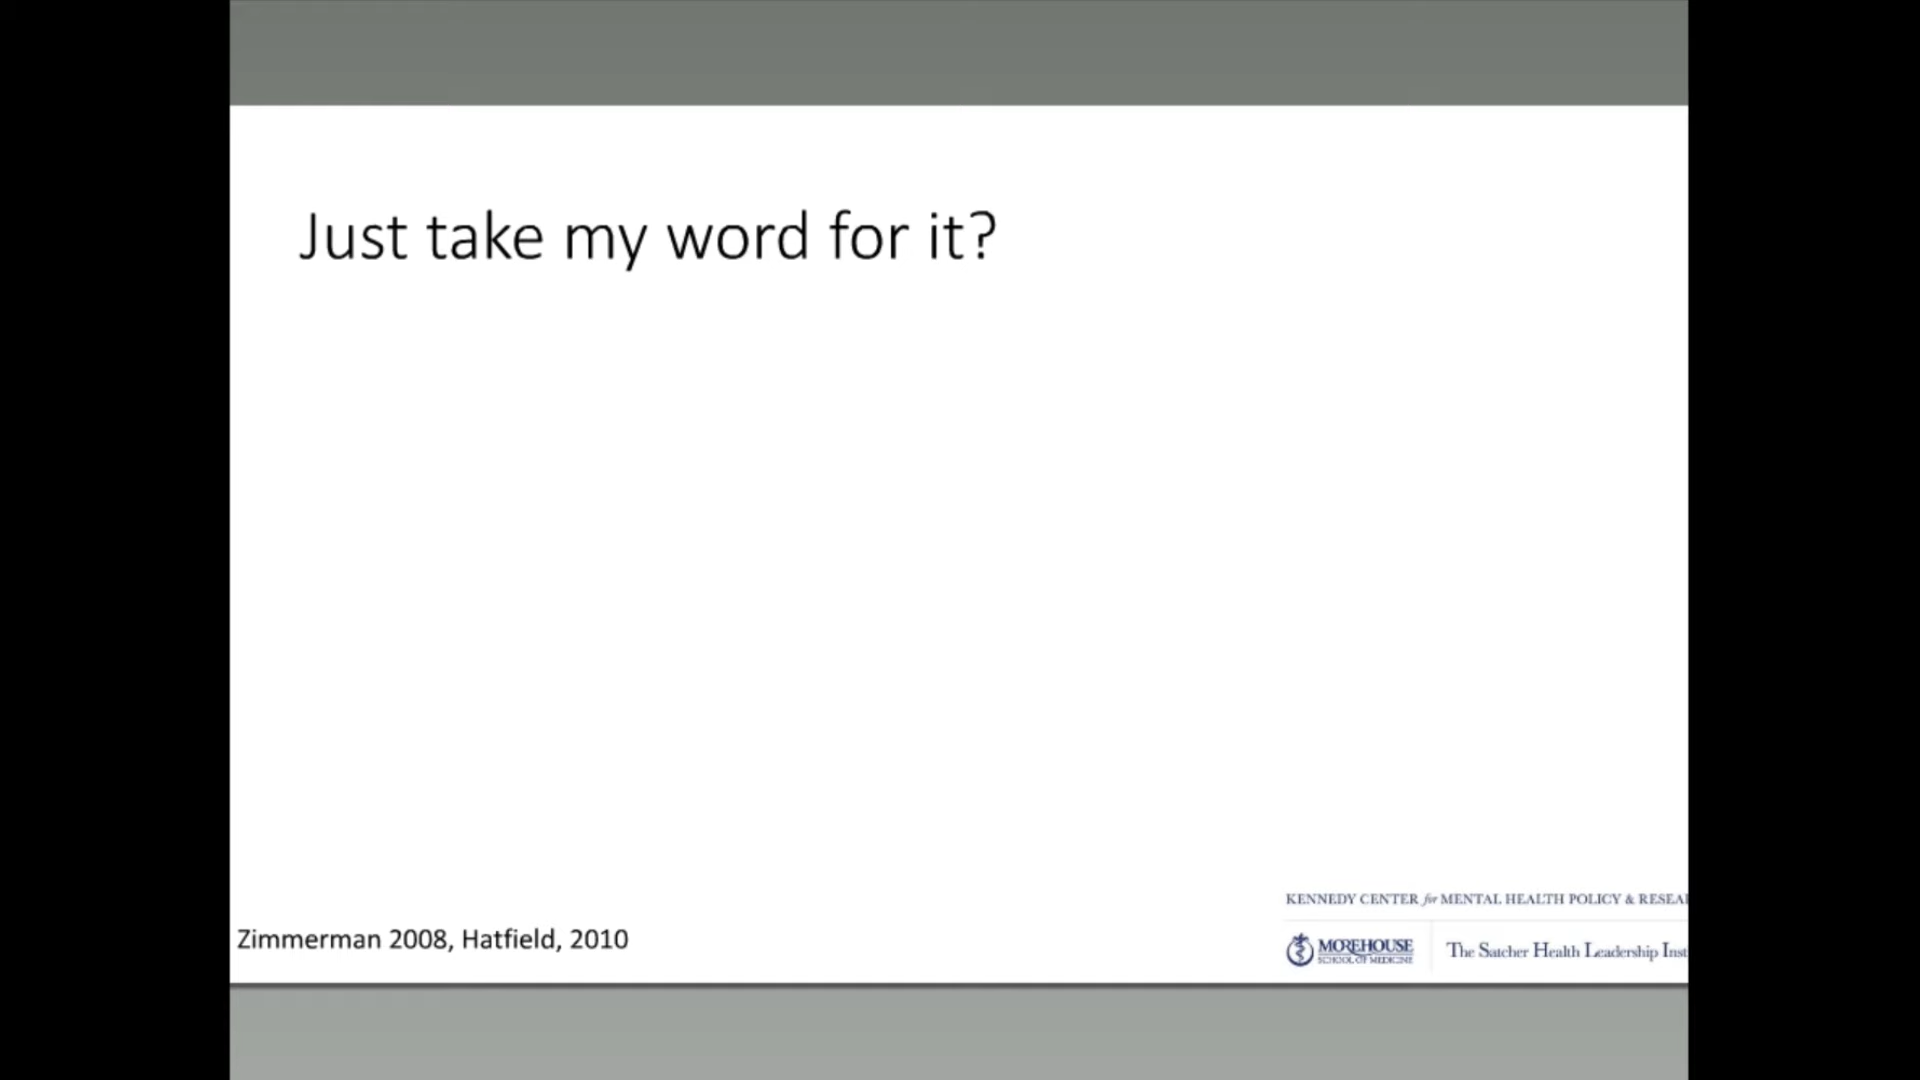 Just take my word for it?
KENNEDY CENTER for MENTAL HEALTH POLICY & RESEA
Zimmerman 2008, Hatfield, 2010
MOREHOUSE
SCHOOL OF MEDICINE
The Satcher Health Leadership Inst